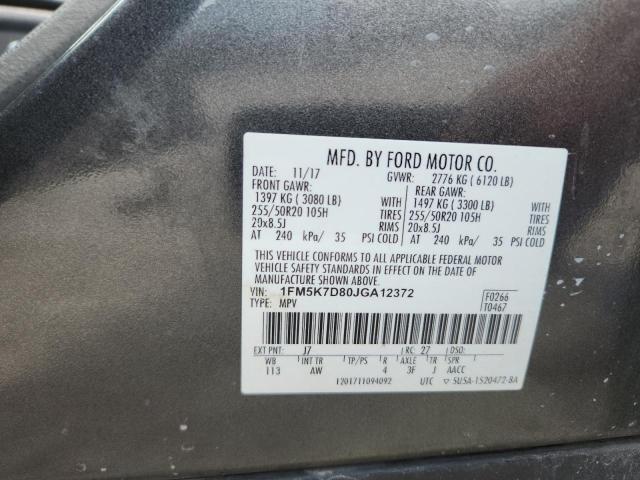 MFD. BY FORD MOTOR CO.
DATE: 11/17 GVWR: 2776 KG ( 6120 LB)
FRONT GAWR: REAR GAWR:
1397 KG ( 3080 LB) WITH 1497 KG ( 3300 LB) WITH
255/50R20 105H TIRES 255/50R20 105H TIRES
20x8.5J RIMS 20x8.5J RIMS
AT 240 kPa/ 35 PSI COLD AT 240 kPa/ 35 PSI COLD
THIS VEHICLE CONFORMS TO ALL APPLICABLE FEDERAL MOTOR
VEHICLE SAFETY STANDARDS IN EFFECT ON THE DATE OF
MANUFACTURE SHOWN ABOVE.
VIN: 1FM5K7D80JGA12372 F0266
TYPE: MPV T0467
EXT PNT: J7 RC: 27 DSO:
WB INT TR TP/PS R AXLE TR SPR
113 AW 4 3F J AACC
1201711094092 UTC ▽ 5U5A-1520472-BA